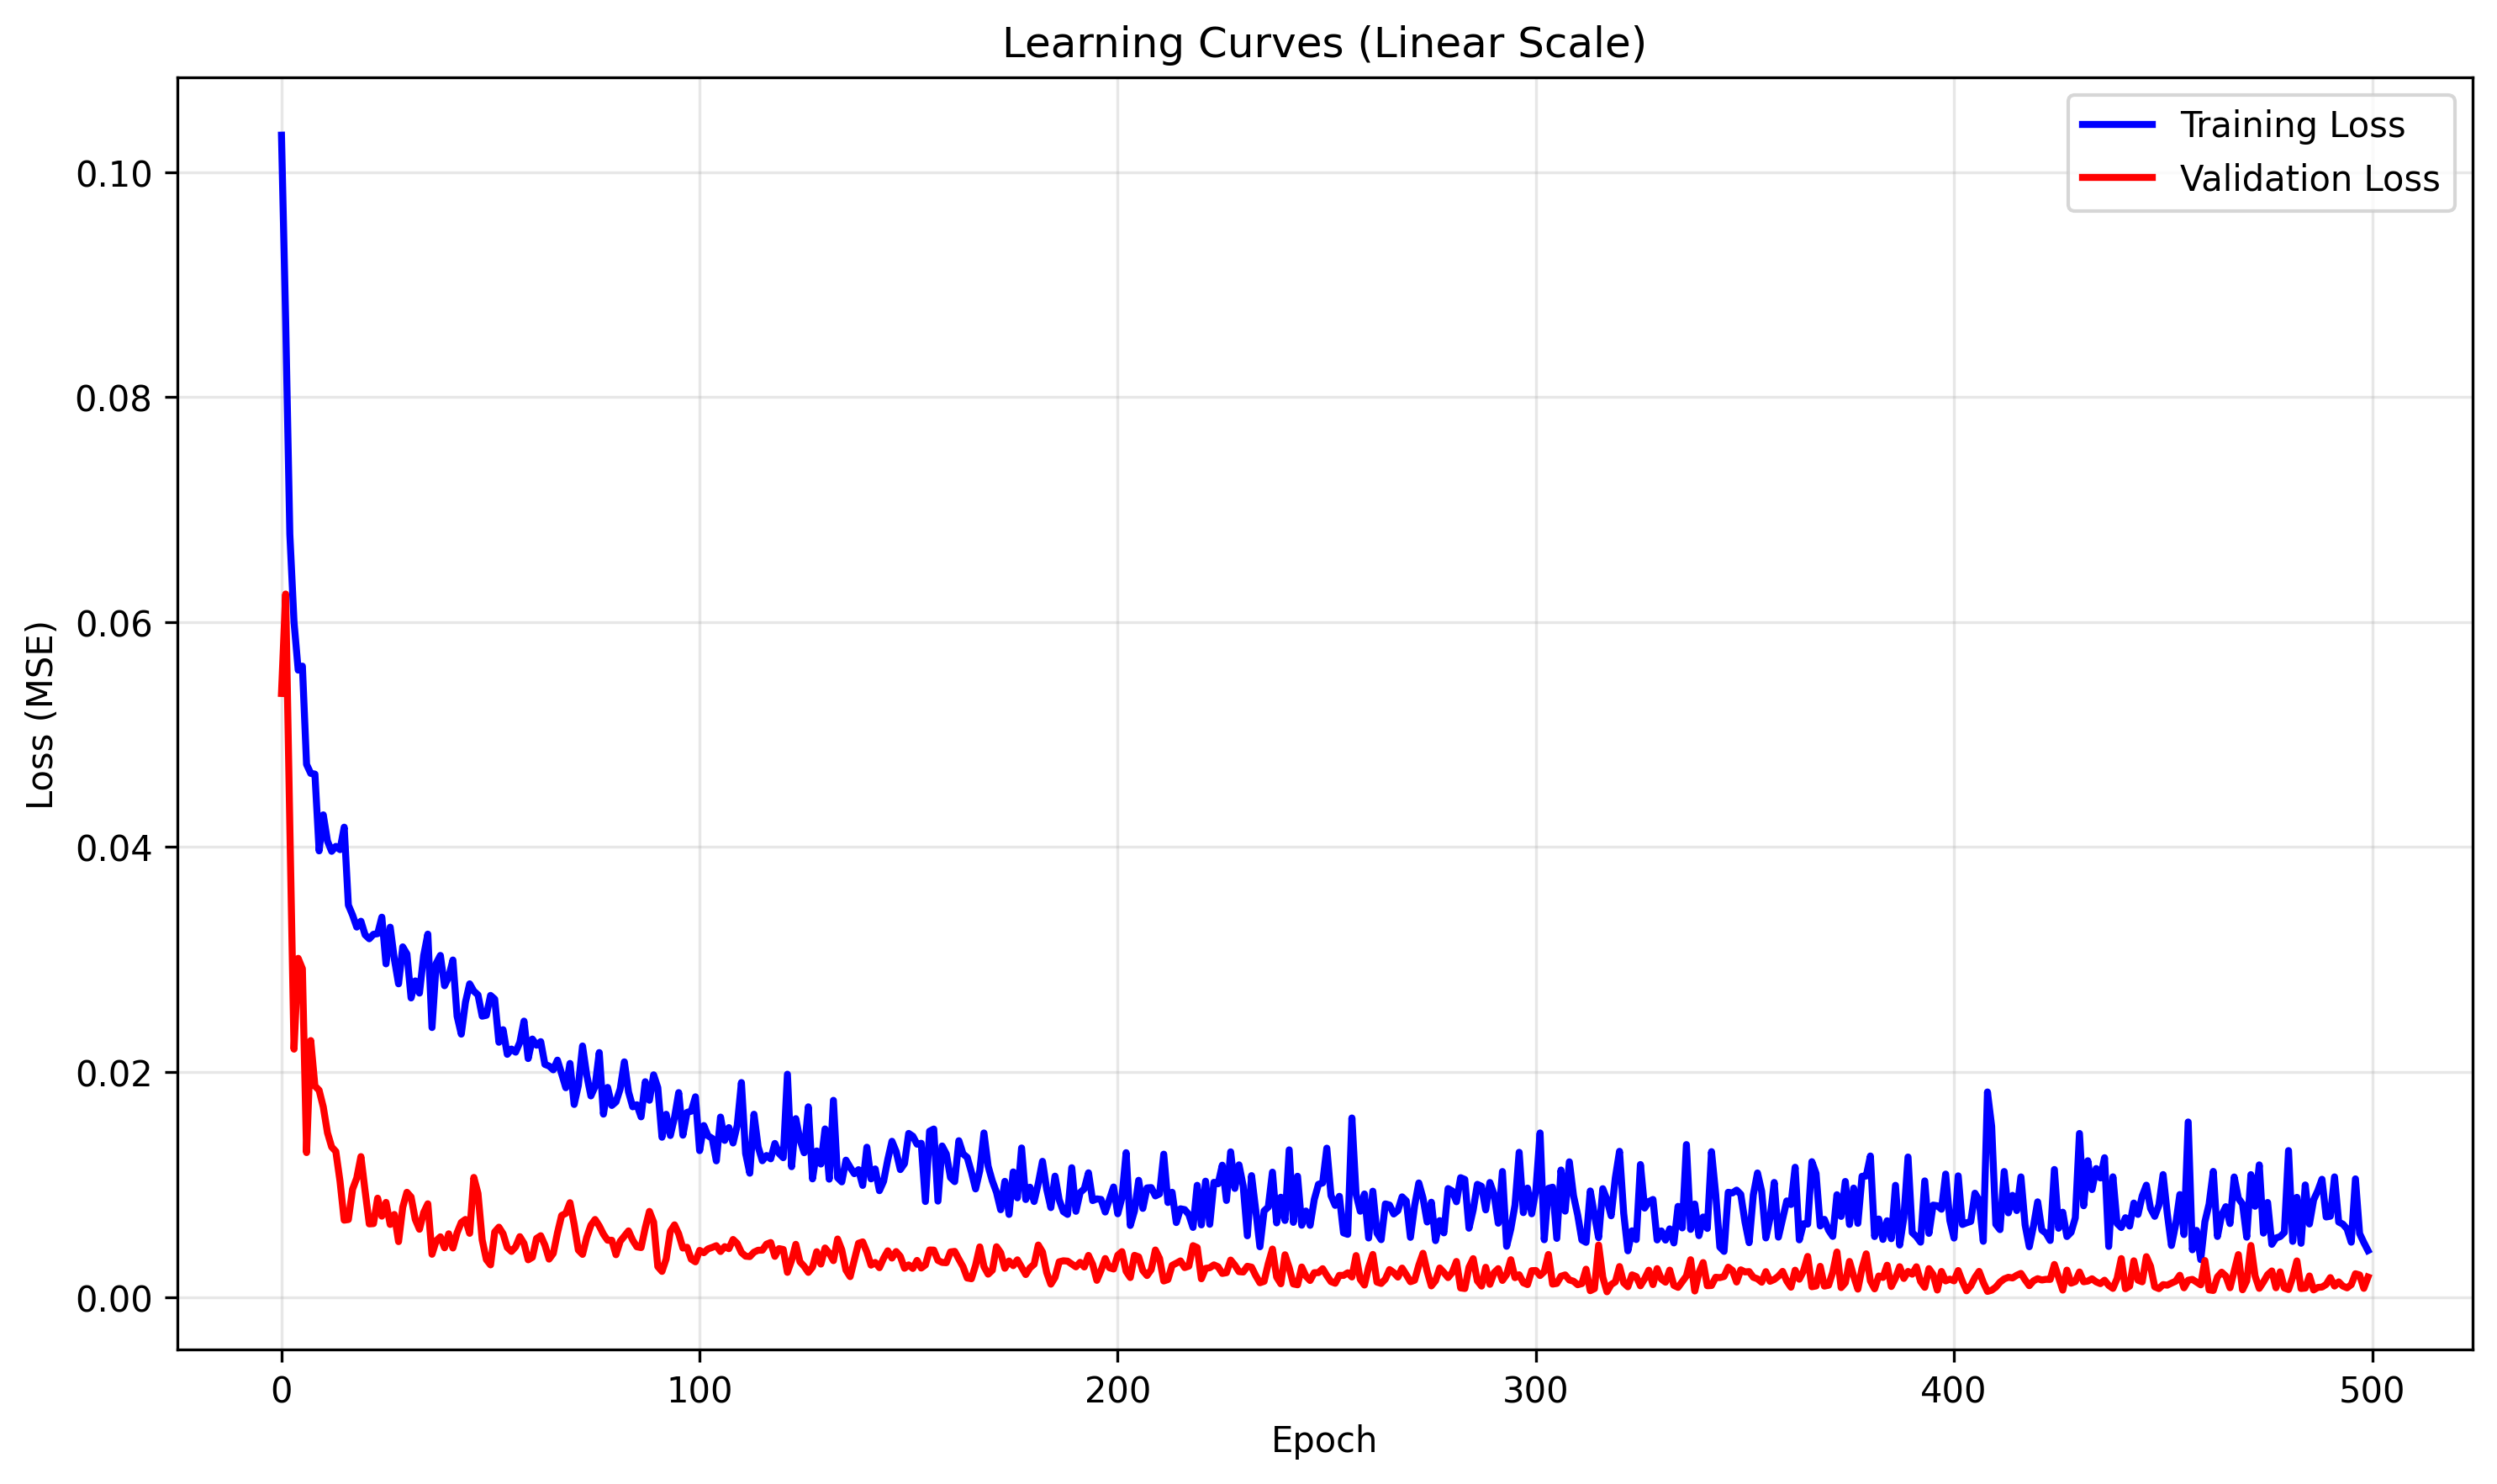 Learning Curves (Linear Scale)
Training Loss
Validation Loss
0.10
0.08
0.06
0.04
0.02
0.00
Loss (MSE)
0 100 200 300 400 500
Epoch